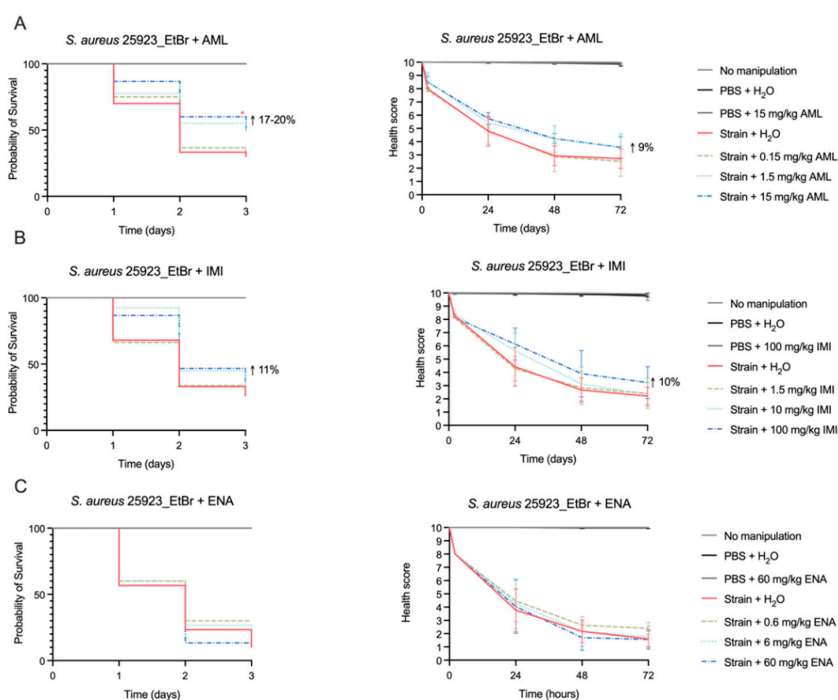 A
S. aureus 25923_EtBr + AML
Probability of Survival
100
50
0
0 1 2 3
Time (days)
*
↑ 17-20%
S. aureus 25923_EtBr + AML
Health score
10
9
8
7
6
5
4
3
2
1
0
0 24 48 72
Time (days)
↑ 9%
No manipulation
PBS + H2O
PBS + 15 mg/kg AML
Strain + H2O
Strain + 0.15 mg/kg AML
Strain + 1.5 mg/kg AML
Strain + 15 mg/kg AML
B
S. aureus 25923_EtBr + IMI
Probability of Survival
100
50
0
0 1 2 3
Time (days)
↑ 11%
S. aureus 25923_EtBr + IMI
Health score
10
9
8
7
6
5
4
3
2
1
0
0 24 48 72
Time (days)
↑ 10%
No manipulation
PBS + H2O
PBS + 100 mg/kg IMI
Strain + H2O
Strain + 1.5 mg/kg IMI
Strain + 10 mg/kg IMI
Strain + 100 mg/kg IMI
C
S. aureus 25923_EtBr + ENA
Probability of Survival
100
50
0
0 1 2 3
Time (days)
S. aureus 25923_EtBr + ENA
Health score
10
9
8
7
6
5
4
3
2
1
0
0 24 48 72
Time (hours)
No manipulation
PBS + H2O
PBS + 60 mg/kg ENA
Strain + H2O
Strain + 0.6 mg/kg ENA
Strain + 6 mg/kg ENA
Strain + 60 mg/kg ENA